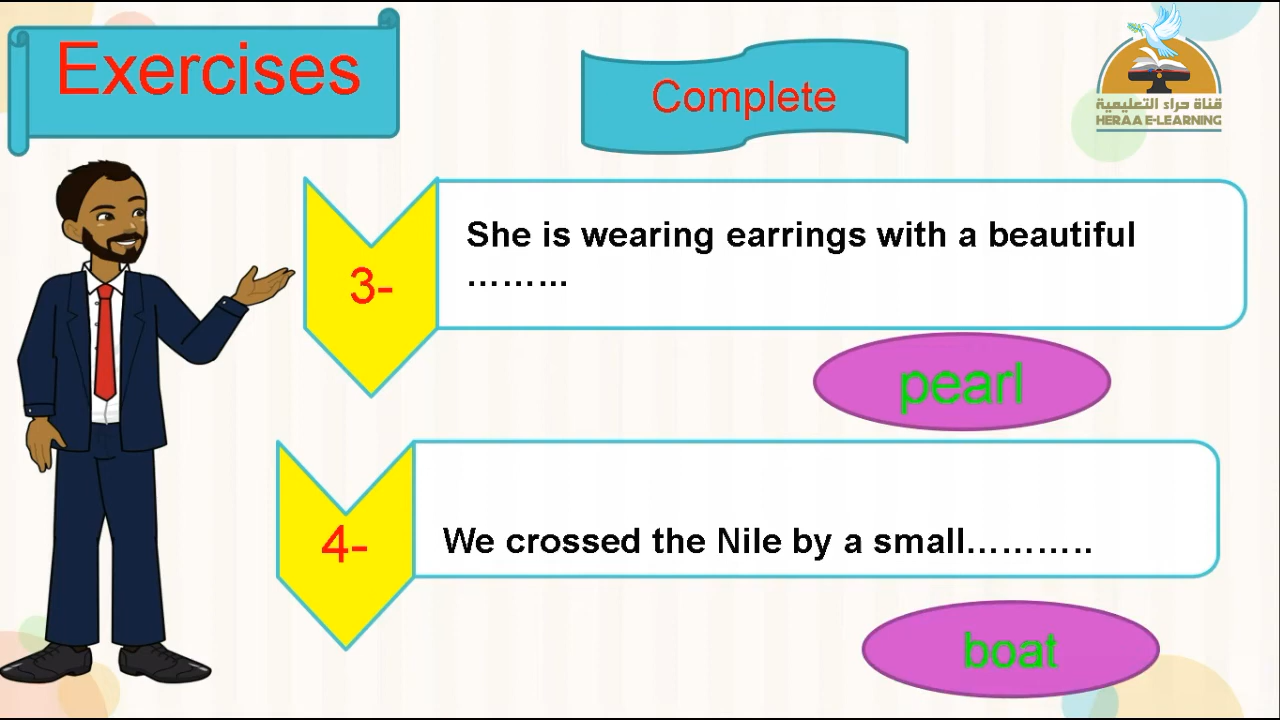 Exercises
Complete
قناة حراء التعليمية
HERAA E-LEARNING
3-
She is wearing earrings with a beautiful
………..
pearl
4-
We crossed the Nile by a small………..
boat